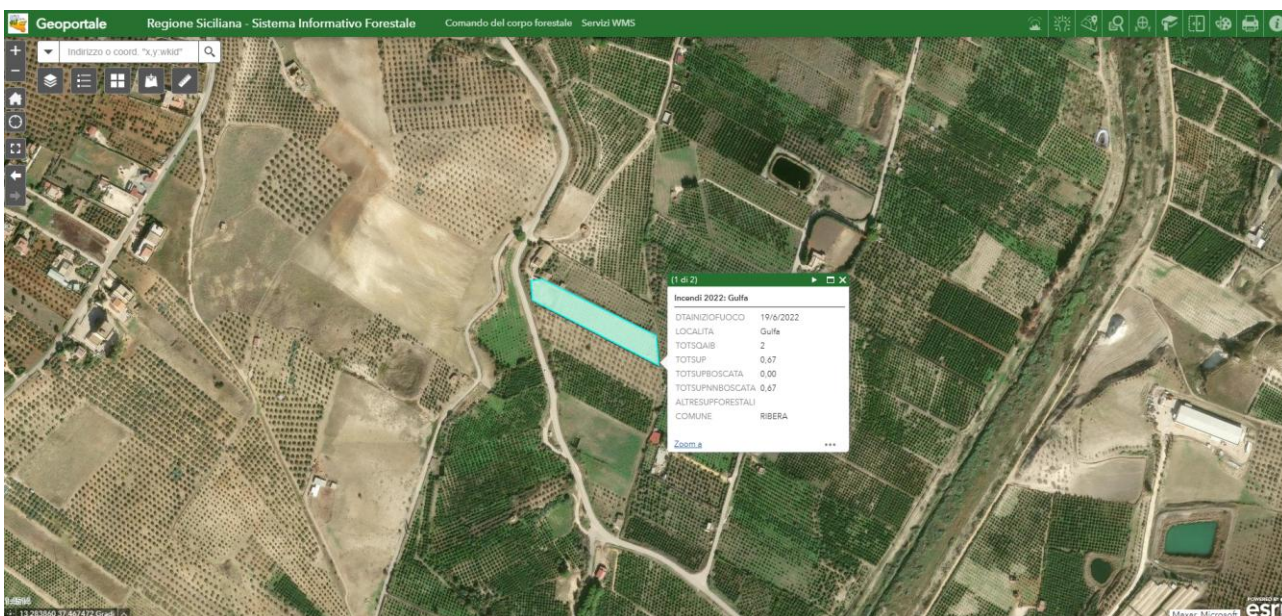 Geoportale Regione Siciliana - Sistema Informativo Forestale Comando del corpo forestale Servizi WMS
Indirizzo o coord. "x,y:wkid"
(1 di 2)
Incendi 2022: Gulfa
DTAINIZIOFUOCO 19/6/2022
LOCALITA Gulfa
TOTSQAIB 2
TOTSUP 0,67
TOTSUPBOSCATA 0,00
TOTSUPNNBOSCATA 0,67
ALTRESUPFORESTALI
COMUNE RIBERA
Zoom a
13.283860 37.467472 Gradi
Maxar, Microsoft
POWERED BY
esri